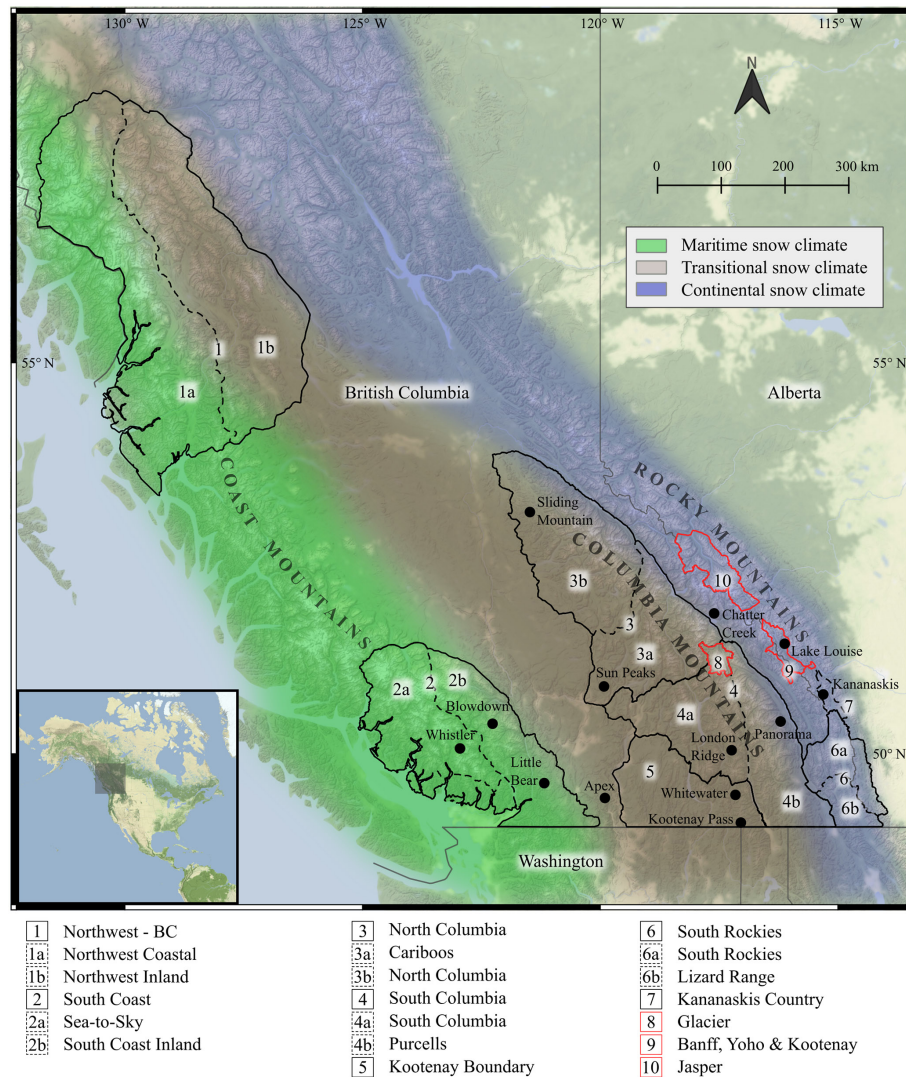 130° W
125° W
120° W
115° W
N
0 100 200 300 km
Maritime snow climate
Transitional snow climate
Continental snow climate
55° N
55° N
1
1b
1a
British Columbia
Alberta
COAST MOUNTAINS
ROCKY MOUNTAINS
COLUMBIA MOUNTAINS
Sliding
Mountain
3b
10
3
Chatter
Creek
3a
8
Lake Louise
9
Sun Peaks
4
Kananaskis
7
2a
2
2b
Blowdown
Whistler
4a
Panorama
London
Ridge
6a
50° N
Little
Bear
5
Apex
Whitewater
4b
6
6b
Kootenay Pass
Washington
1 Northwest - BC
1a Northwest Coastal
1b Northwest Inland
2 South Coast
2a Sea-to-Sky
2b South Coast Inland
3 North Columbia
3a Cariboos
3b North Columbia
4 South Columbia
4a South Columbia
4b Purcells
5 Kootenay Boundary
6 South Rockies
6a South Rockies
6b Lizard Range
7 Kananaskis Country
8 Glacier
9 Banff, Yoho & Kootenay
10 Jasper